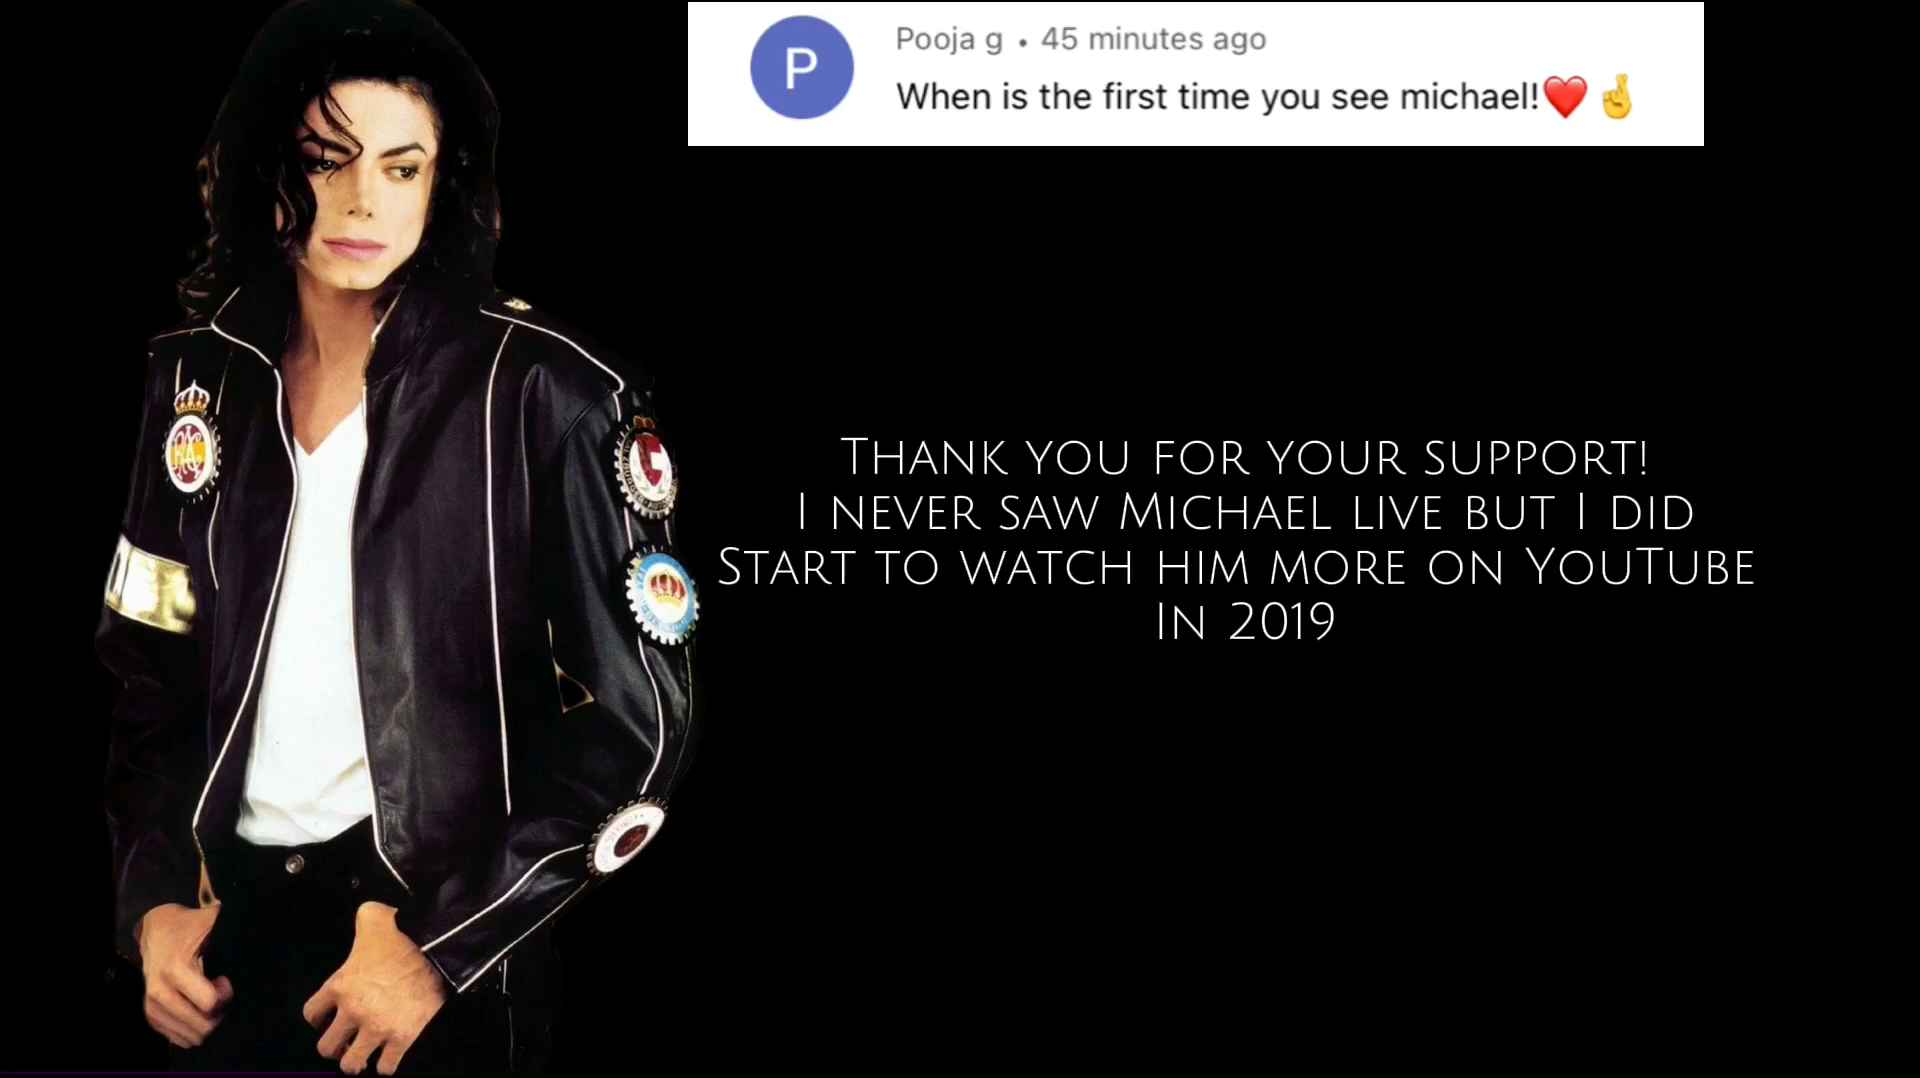 P
Pooja g • 45 minutes ago
When is the first time you see michael!❤️🤞
Thank you for your support!
I never saw Michael live but I did
Start to watch him more on YouTube
In 2019